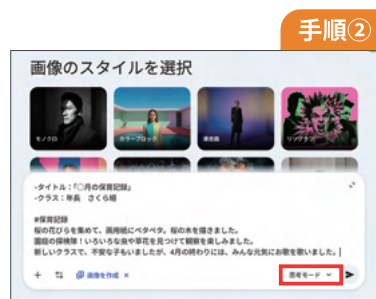 手順②
画像のスタイルを選択
モノクロ
カラーブロック
漫画風
リソグラフ
-タイトル：「〇月の保育記録」
-クラス：年長　さくら組
#保育記録
桜の花びらを集めて、画用紙にペタペタ。桜の木を描きました。
園庭の探検隊！いろいろな虫や草花を見つけて観察を楽しみました。
新しいクラスで、不安な子もいましたが、4月の終わりには、みんな元気にお歌を歌いました。
画像を作成 ×
思考モード